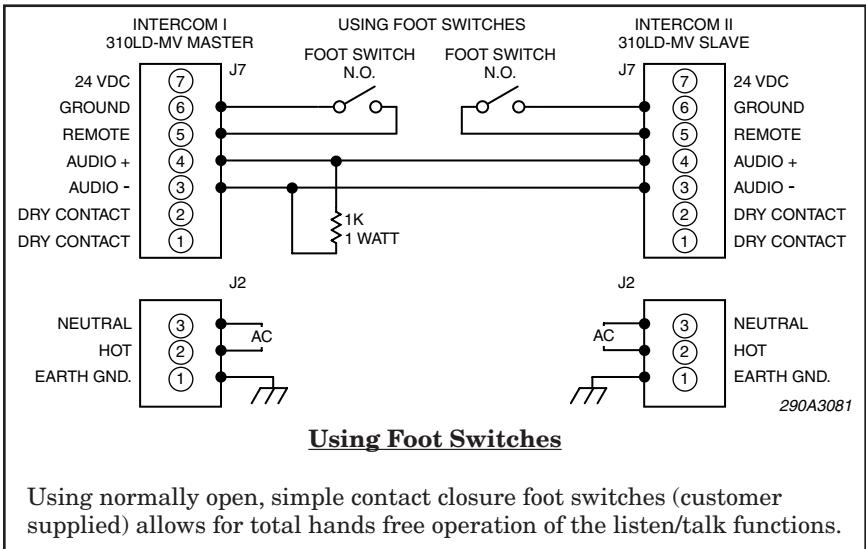 INTERCOM I
310LD-MV MASTER
USING FOOT SWITCHES
INTERCOM II
310LD-MV SLAVE
FOOT SWITCH
N.O.
FOOT SWITCH
N.O.
J7
24 VDC 7
GROUND 6
REMOTE 5
AUDIO + 4
AUDIO - 3
DRY CONTACT 2
DRY CONTACT 1
1K
1 WATT
J7
7 24 VDC
6 GROUND
5 REMOTE
4 AUDIO +
3 AUDIO -
2 DRY CONTACT
1 DRY CONTACT
J2
NEUTRAL 3
HOT 2
EARTH GND. 1
AC
J2
AC
3 NEUTRAL
2 HOT
1 EARTH GND.
290A3081
Using Foot Switches
Using normally open, simple contact closure foot switches (customer
supplied) allows for total hands free operation of the listen/talk functions.